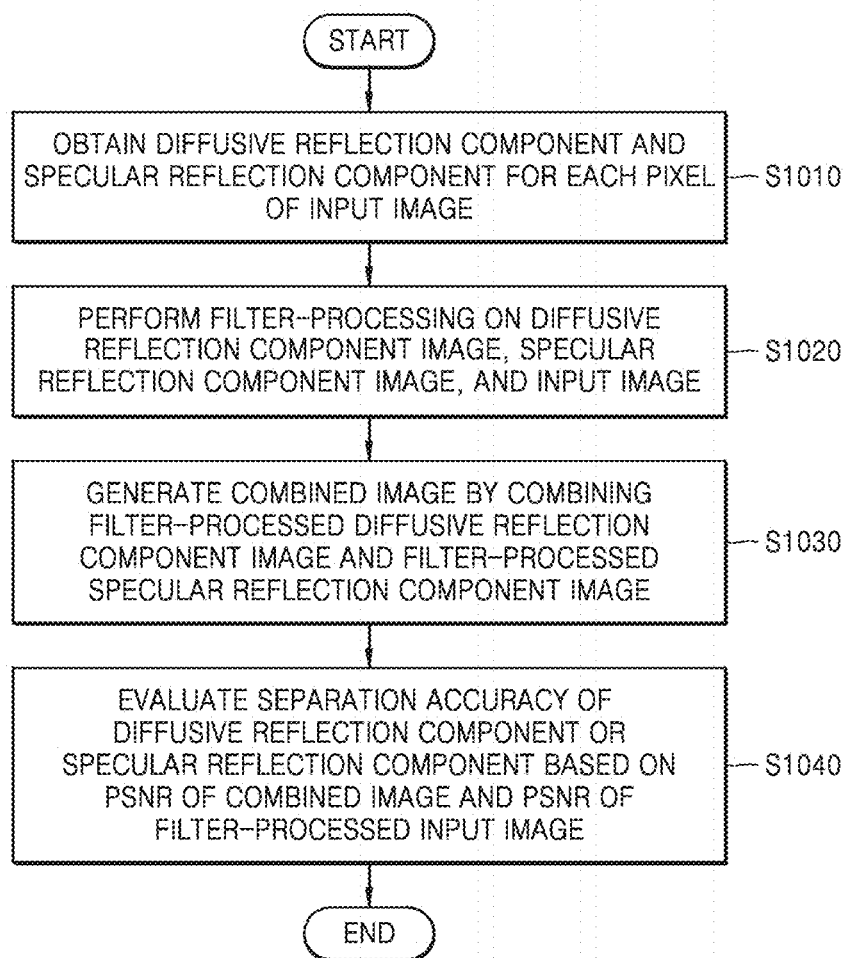 START
OBTAIN DIFFUSIVE REFLECTION COMPONENT AND
SPECULAR REFLECTION COMPONENT FOR EACH PIXEL
OF INPUT IMAGE
S1010
PERFORM FILTER-PROCESSING ON DIFFUSIVE
REFLECTION COMPONENT IMAGE, SPECULAR
REFLECTION COMPONENT IMAGE, AND INPUT IMAGE
S1020
GENERATE COMBINED IMAGE BY COMBINING
FILTER-PROCESSED DIFFUSIVE REFLECTION
COMPONENT IMAGE AND FILTER-PROCESSED
SPECULAR REFLECTION COMPONENT IMAGE
S1030
EVALUATE SEPARATION ACCURACY OF
DIFFUSIVE REFLECTION COMPONENT OR
SPECULAR REFLECTION COMPONENT BASED ON
PSNR OF COMBINED IMAGE AND PSNR OF
FILTER-PROCESSED INPUT IMAGE
S1040
END